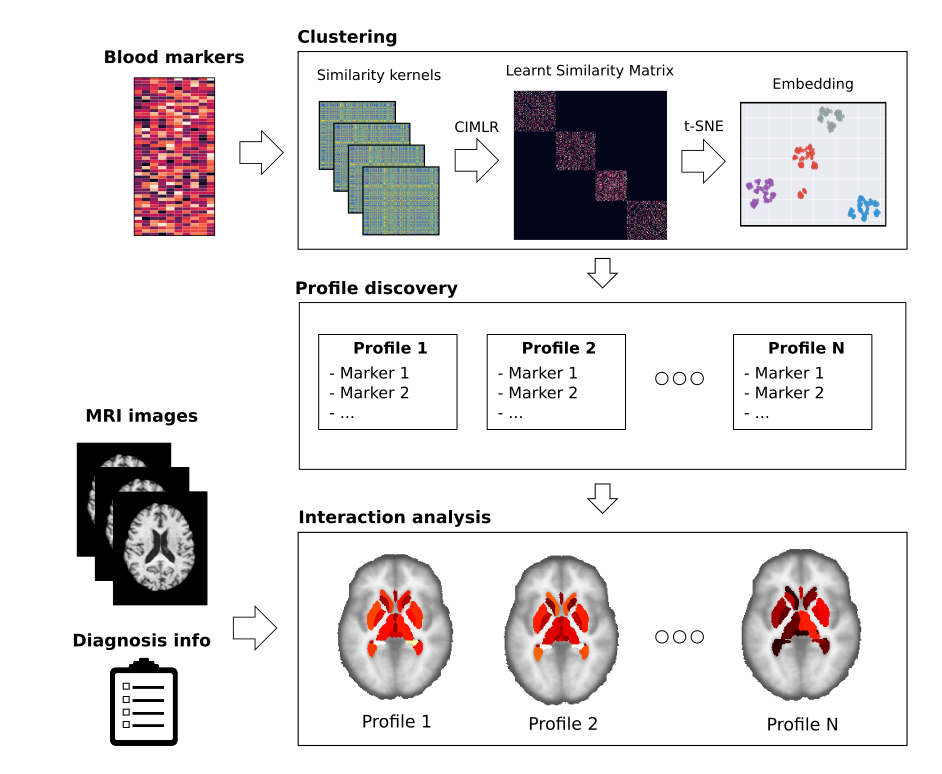 Clustering
Blood markers
Similarity kernels
Learnt Similarity Matrix
Embedding
CIMLR
t-SNE
Profile discovery
Profile 1
- Marker 1
- Marker 2
- ...
Profile 2
- Marker 1
- Marker 2
- ...
Profile N
- Marker 1
- Marker 2
- ...
MRI images
Interaction analysis
Diagnosis info
Profile 1
Profile 2
Profile N